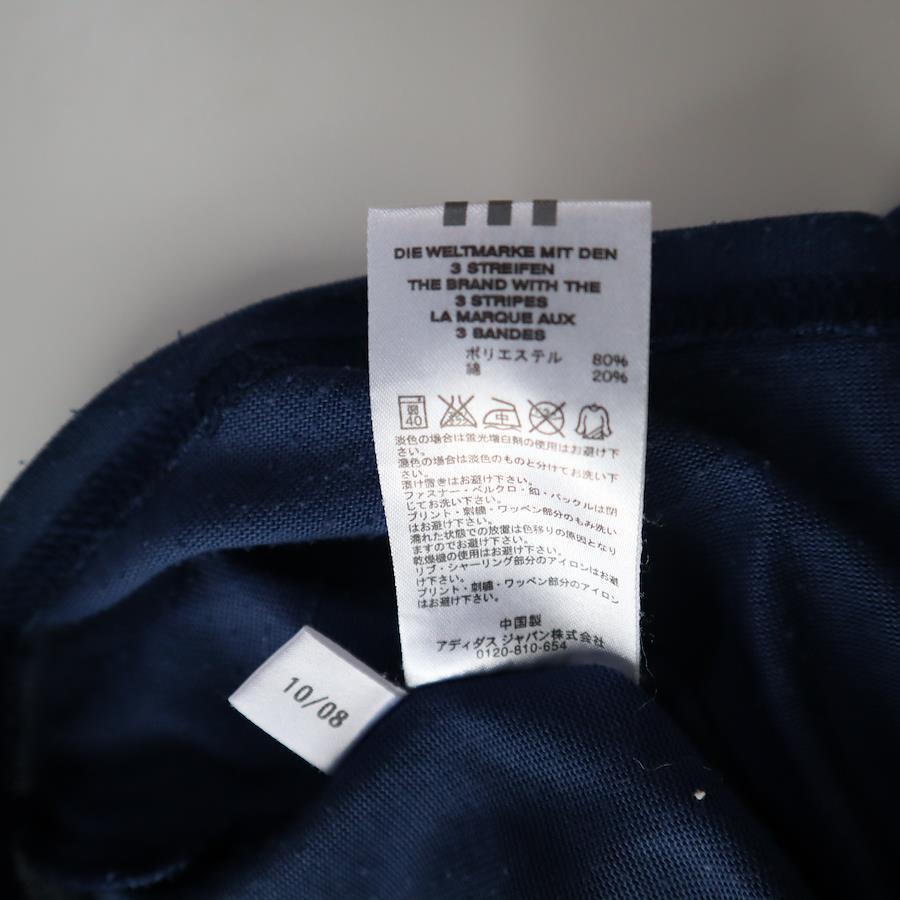 DIE WELTMARKE MIT DEN
3 STREIFEN
THE BRAND WITH THE
3 STRIPES
LA MARQUE AUX
3 BANDES
ポリエステル 80%
綿 20%
弱
40
中
淡色の場合は蛍光増白剤の使用はお避け下
さい。
濃色の場合は淡色のものと分けてお洗い下
さい。
漬け置きはお避け下さい。
ファスナー・ベルクロ・釦・バックルは閉
じてお洗い下さい。
プリント・刺繍・ワッペン部分のもみ洗い
はお避け下さい。
濡れた状態での放置は色移りの原因となり
ますのでお避け下さい。
乾燥機の使用はお避け下さい。
リブ・シャーリング部分のアイロンはお避
け下さい。
プリント・刺繍・ワッペン部分のアイロン
はお避け下さい。
中国製
アディダス ジャパン株式会社
0120-810-654
10/08